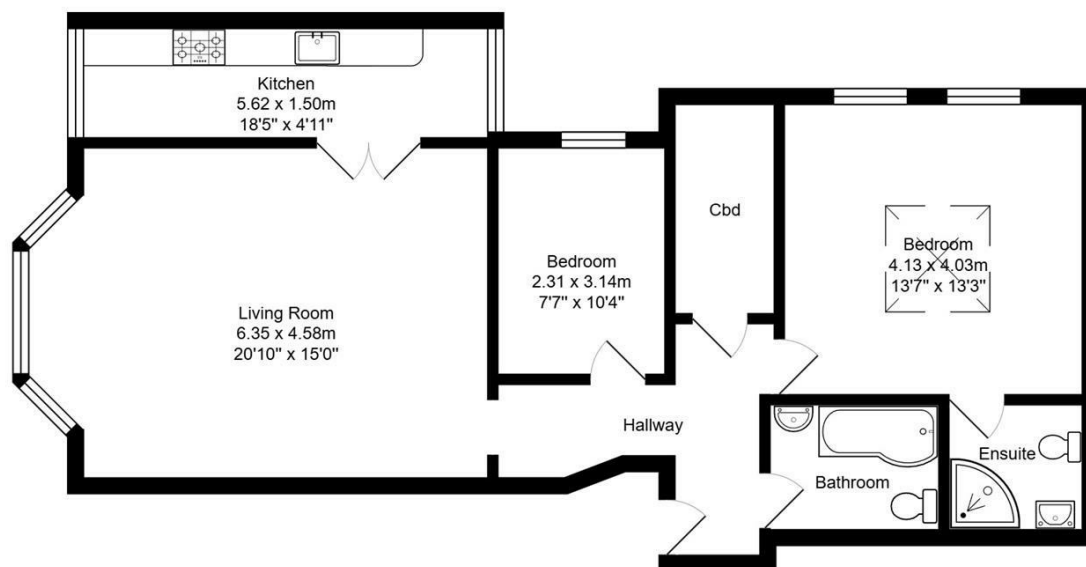 Kitchen
5.62 x 1.50m
18'5" x 4'11"
Cbd
Bedroom
4.13 x 4.03m
13'7" x 13'3"
Bedroom
2.31 x 3.14m
7'7" x 10'4"
Living Room
6.35 x 4.58m
20'10" x 15'0"
Hallway
Ensuite
Bathroom